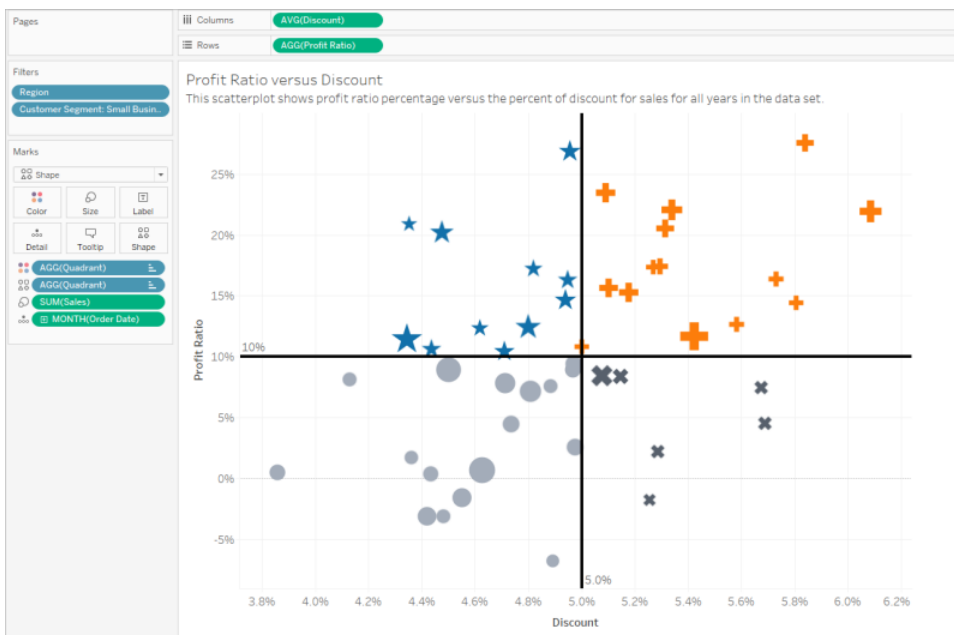 Pages
Columns
AVG(Discount)
Rows
AGG(Profit Ratio)
Filters
Region
Customer Segment: Small Busin..
Marks
Shape
Color
Size
Label
Detail
Tooltip
Shape
AGG(Quadrant)
AGG(Quadrant)
SUM(Sales)
MONTH(Order Date)
Profit Ratio versus Discount
This scatterplot shows profit ratio percentage versus the percent of discount for sales for all years in the data set.
Profit Ratio
25%
20%
15%
10%
5%
0%
-5%
10%
5.0%
3.8% 4.0% 4.2% 4.4% 4.6% 4.8% 5.0% 5.2% 5.4% 5.6% 5.8% 6.0% 6.2%
Discount